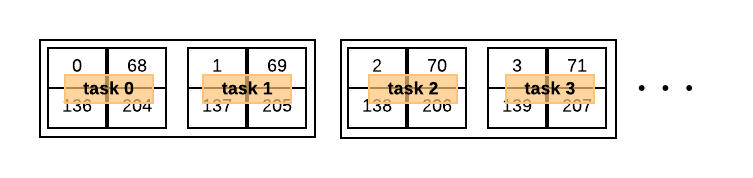 0 68 1 69 2 70 3 71
task 0 task 1 task 2 task 3 • • •
136 204 137 205 138 206 139 207